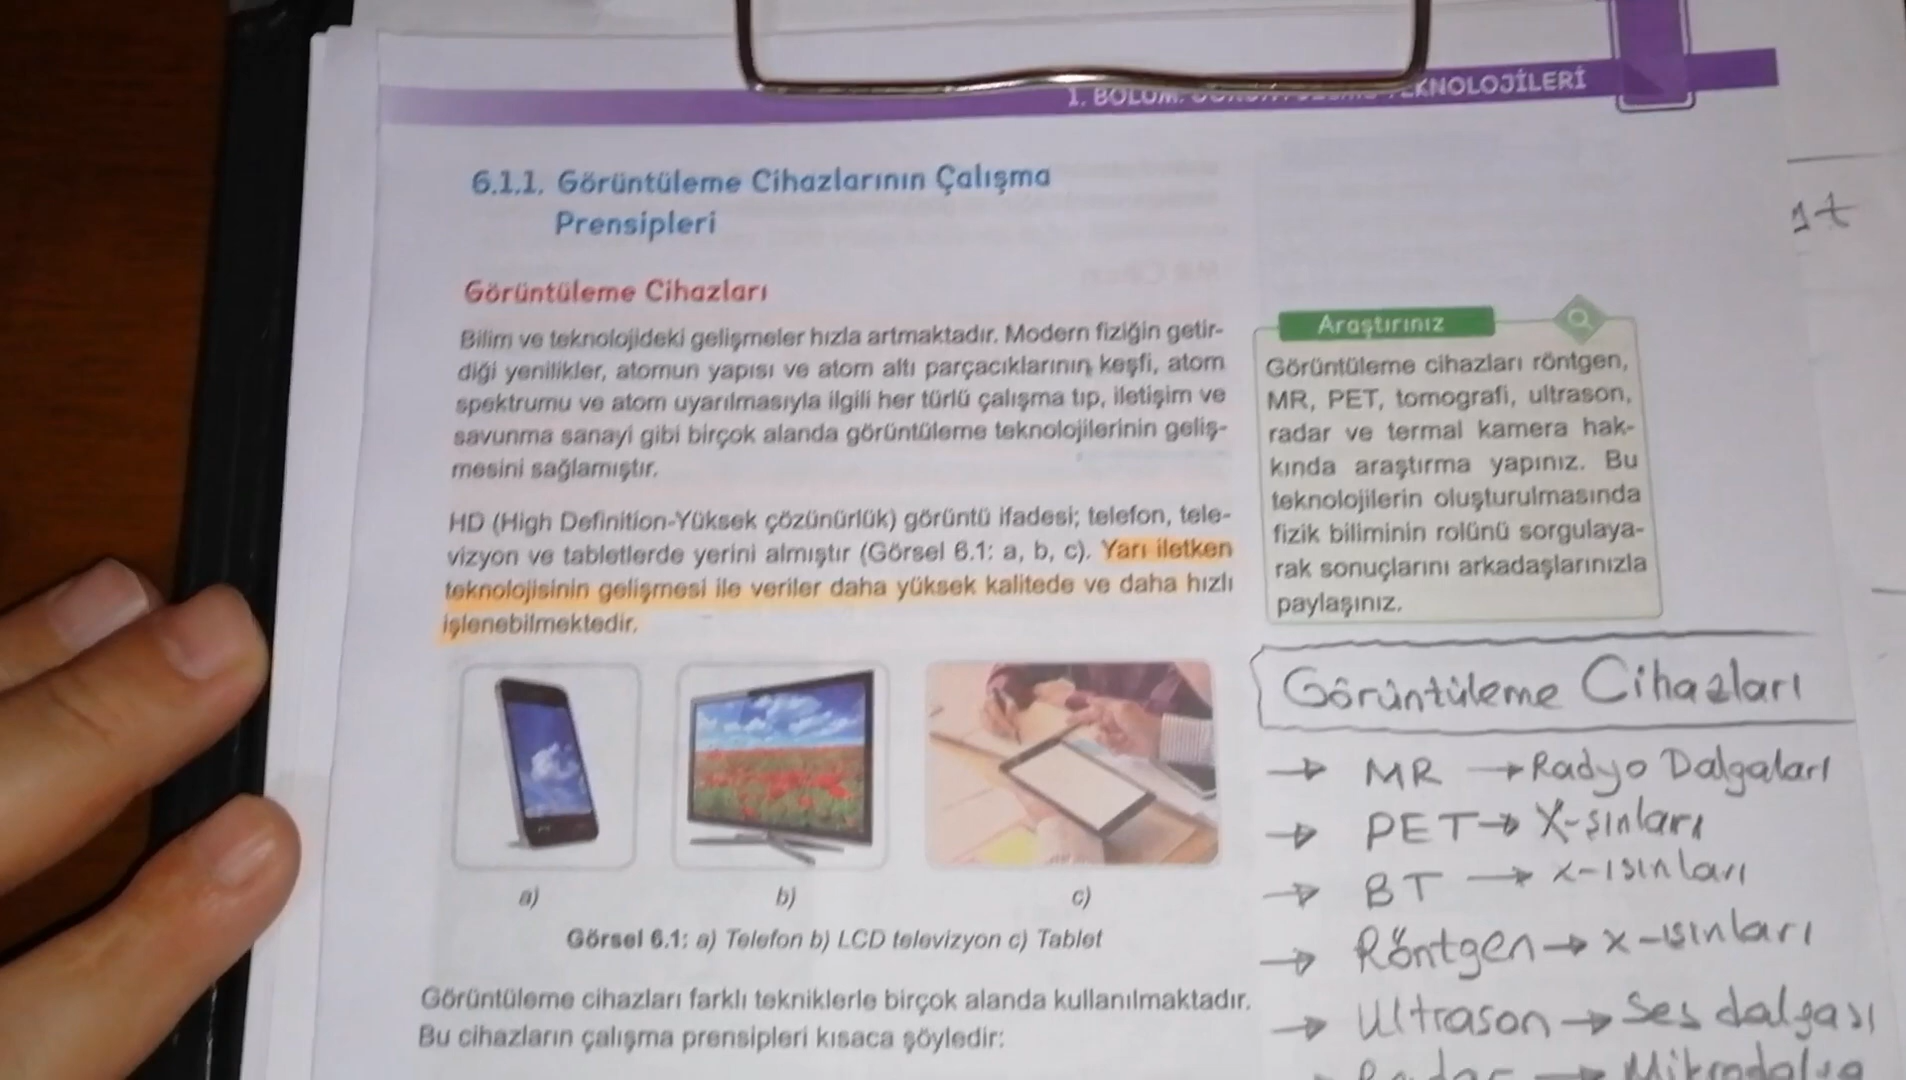 1. BÖLÜM: GÖRÜNTÜLEME TEKNOLOJİLERİ
6.1.1. Görüntüleme Cihazlarının Çalışma
Prensipleri
Görüntüleme Cihazları
Bilim ve teknolojideki gelişmeler hızla artmaktadır. Modern fiziğin getir-
diği yenilikler, atomun yapısı ve atom altı parçacıklarının keşfi, atom
spektrumu ve atom uyarılmasıyla ilgili her türlü çalışma tıp, iletişim ve
savunma sanayi gibi birçok alanda görüntüleme teknolojilerinin geliş-
mesini sağlamıştır.
HD (High Definition-Yüksek çözünürlük) görüntü ifadesi; telefon, tele-
vizyon ve tabletlerde yerini almıştır (Görsel 6.1: a, b, c). Yarı iletken
teknolojisinin gelişmesi ile veriler daha yüksek kalitede ve daha hızlı
işlenebilmektedir.
a) b) c)
Görsel 6.1: a) Telefon b) LCD televizyon c) Tablet
Görüntüleme cihazları farklı tekniklerle birçok alanda kullanılmaktadır.
Bu cihazların çalışma prensipleri kısaca şöyledir:
Araştırınız
Görüntüleme cihazları röntgen,
MR, PET, tomografi, ultrason,
radar ve termal kamera hak-
kında araştırma yapınız. Bu
teknolojilerin oluşturulmasında
fizik biliminin rolünü sorgulaya-
rak sonuçlarını arkadaşlarınızla
paylaşınız.
Görüntüleme Cihazları
→ MR → Radyo Dalgaları
→ PET → X-şınları
→ BT → x-ısınları
→ Röntgen → x-ısınları
→ Ultrason → Ses dalgası
Radar → Mikrodalga